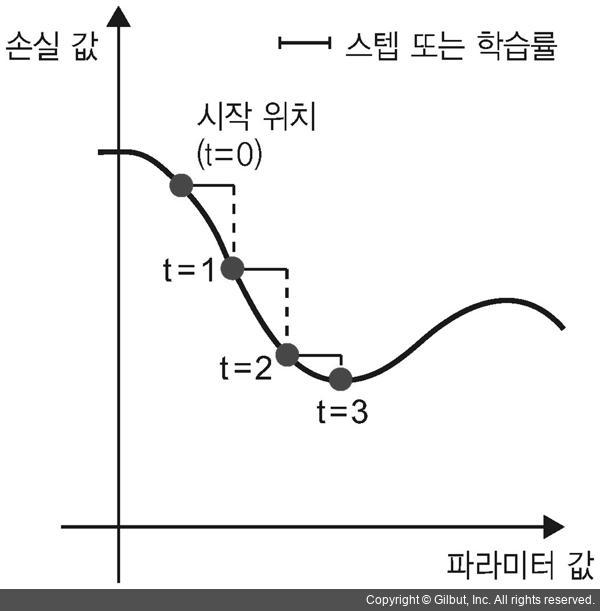 손실 값
스텝 또는 학습률
시작 위치
(t=0)
t=1
t=2
t=3
파라미터 값
Copyright © Gilbut, Inc. All rights reserved.